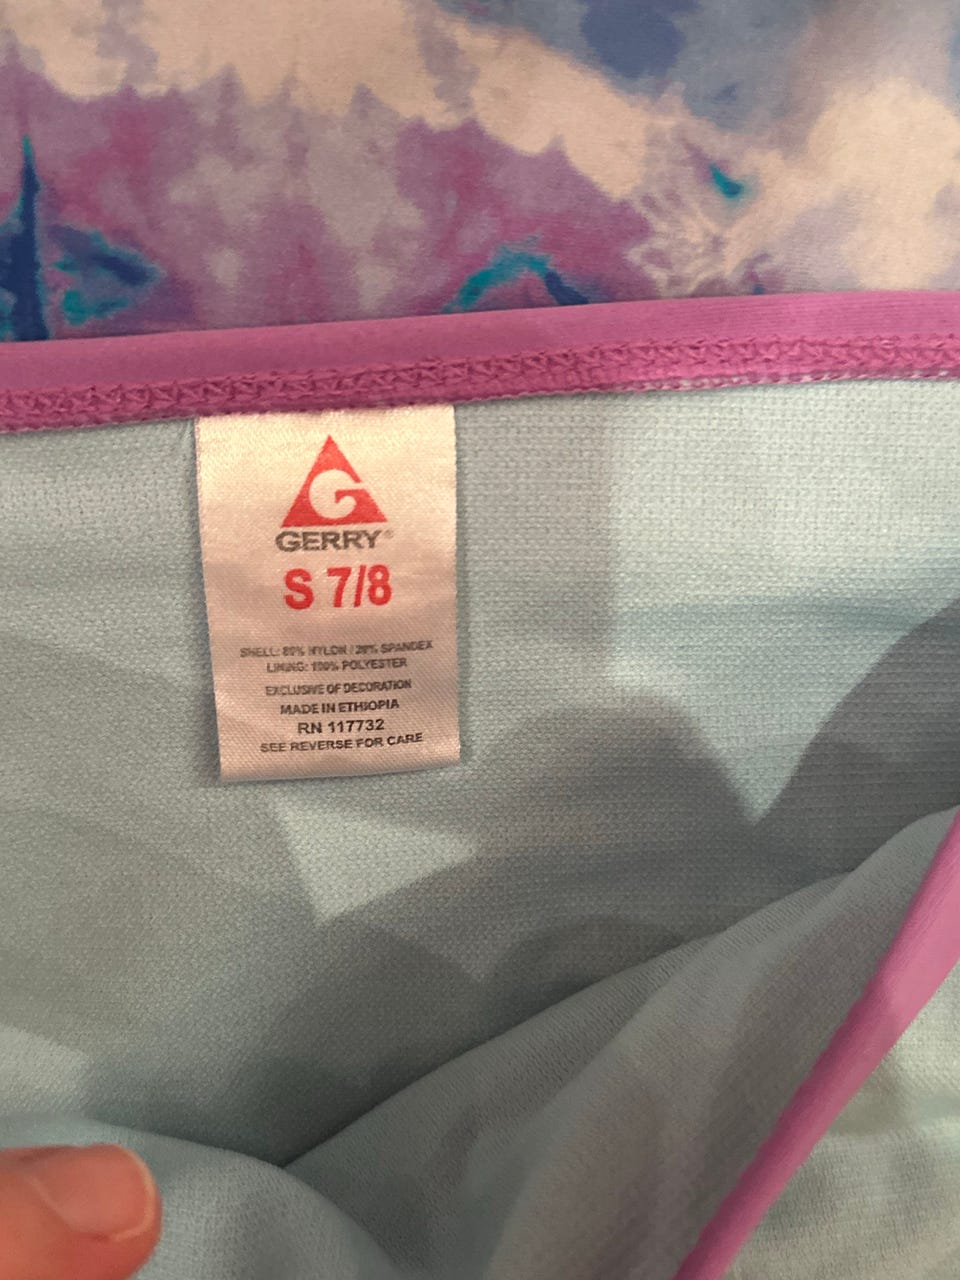 G
GERRY®
S 7/8
SHELL: 80% NYLON / 20% SPANDEX
LINING: 100% POLYESTER
EXCLUSIVE OF DECORATION
MADE IN ETHIOPIA
RN 117732
SEE REVERSE FOR CARE